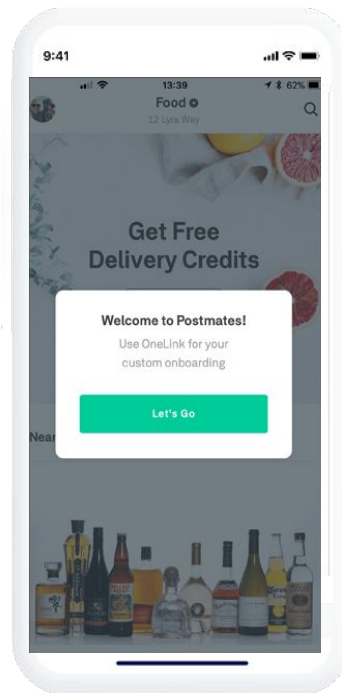 9:41
13:39
62%
Food
12 Lyra Way
Get Free
Delivery Credits
Welcome to Postmates!
Use OneLink for your
custom onboarding
Let's Go
Near